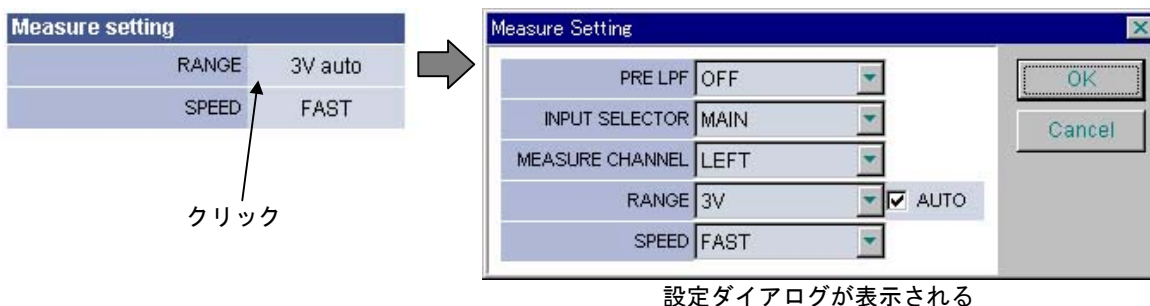 Measure setting
RANGE 3V auto
SPEED FAST
クリック
Measure Setting
PRE LPF OFF
INPUT SELECTOR MAIN
MEASURE CHANNEL LEFT
RANGE 3V AUTO
SPEED FAST
OK
Cancel
設定ダイアログが表示される